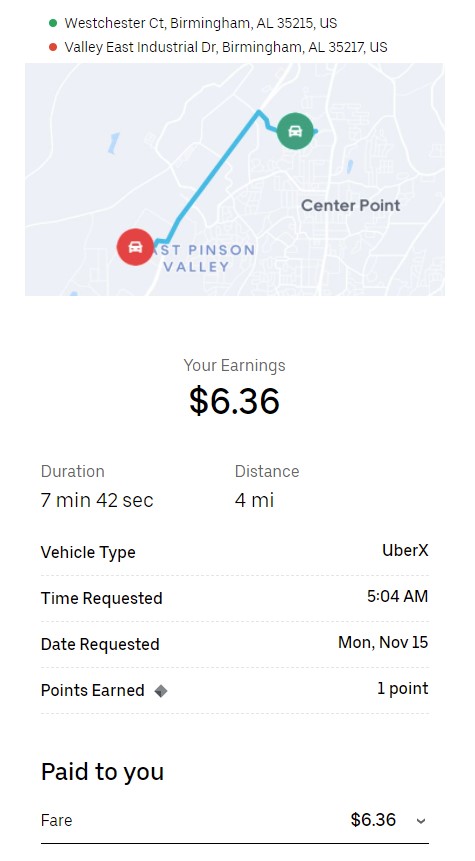 Westchester Ct, Birmingham, AL 35215, US
Valley East Industrial Dr, Birmingham, AL 35217, US
Center Point
ST PINSON
VALLEY
Your Earnings
$6.36
Duration
Distance
7 min 42 sec
4 mi
Vehicle Type
UberX
Time Requested
5:04 AM
Date Requested
Mon, Nov 15
Points Earned
1 point
Paid to you
Fare
$6.36